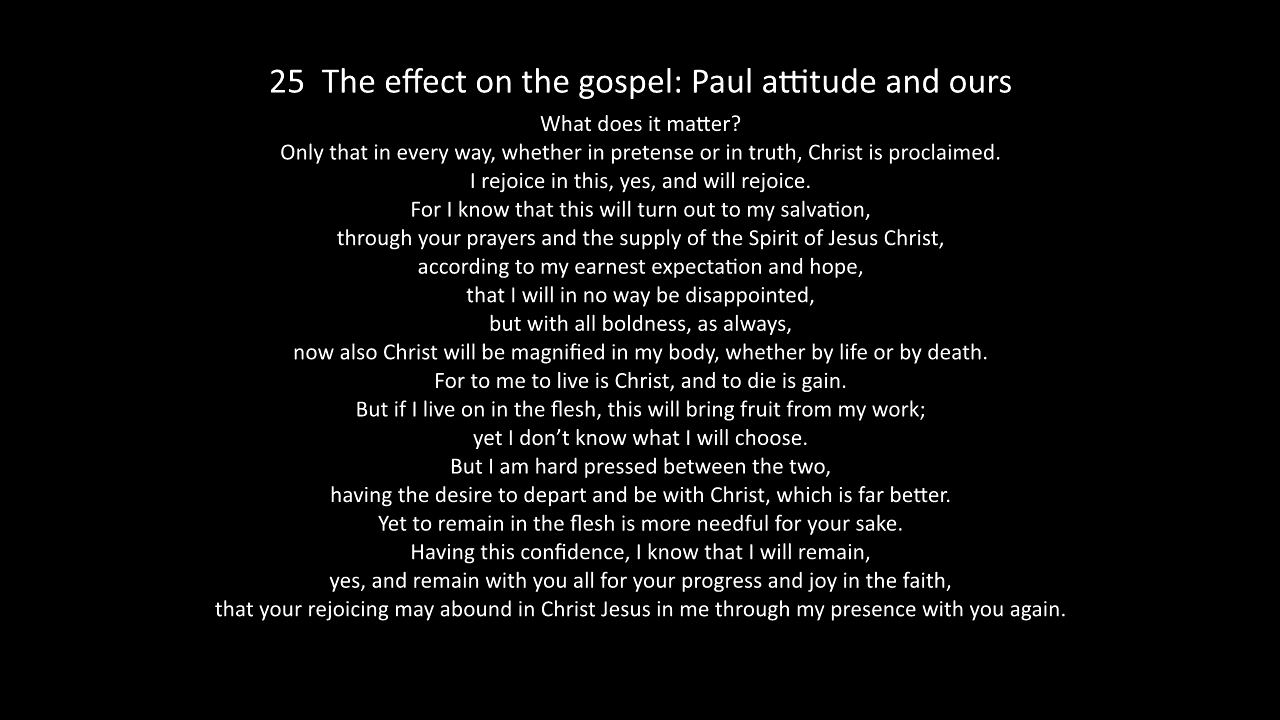 25  The effect on the gospel: Paul attitude and ours
What does it matter?
Only that in every way, whether in pretense or in truth, Christ is proclaimed.
I rejoice in this, yes, and will rejoice.
For I know that this will turn out to my salvation,
through your prayers and the supply of the Spirit of Jesus Christ,
according to my earnest expectation and hope,
that I will in no way be disappointed,
but with all boldness, as always,
now also Christ will be magnified in my body, whether by life or by death.
For to me to live is Christ, and to die is gain.
But if I live on in the flesh, this will bring fruit from my work;
yet I don’t know what I will choose.
But I am hard pressed between the two,
having the desire to depart and be with Christ, which is far better.
Yet to remain in the flesh is more needful for your sake.
Having this confidence, I know that I will remain,
yes, and remain with you all for your progress and joy in the faith,
that your rejoicing may abound in Christ Jesus in me through my presence with you again.